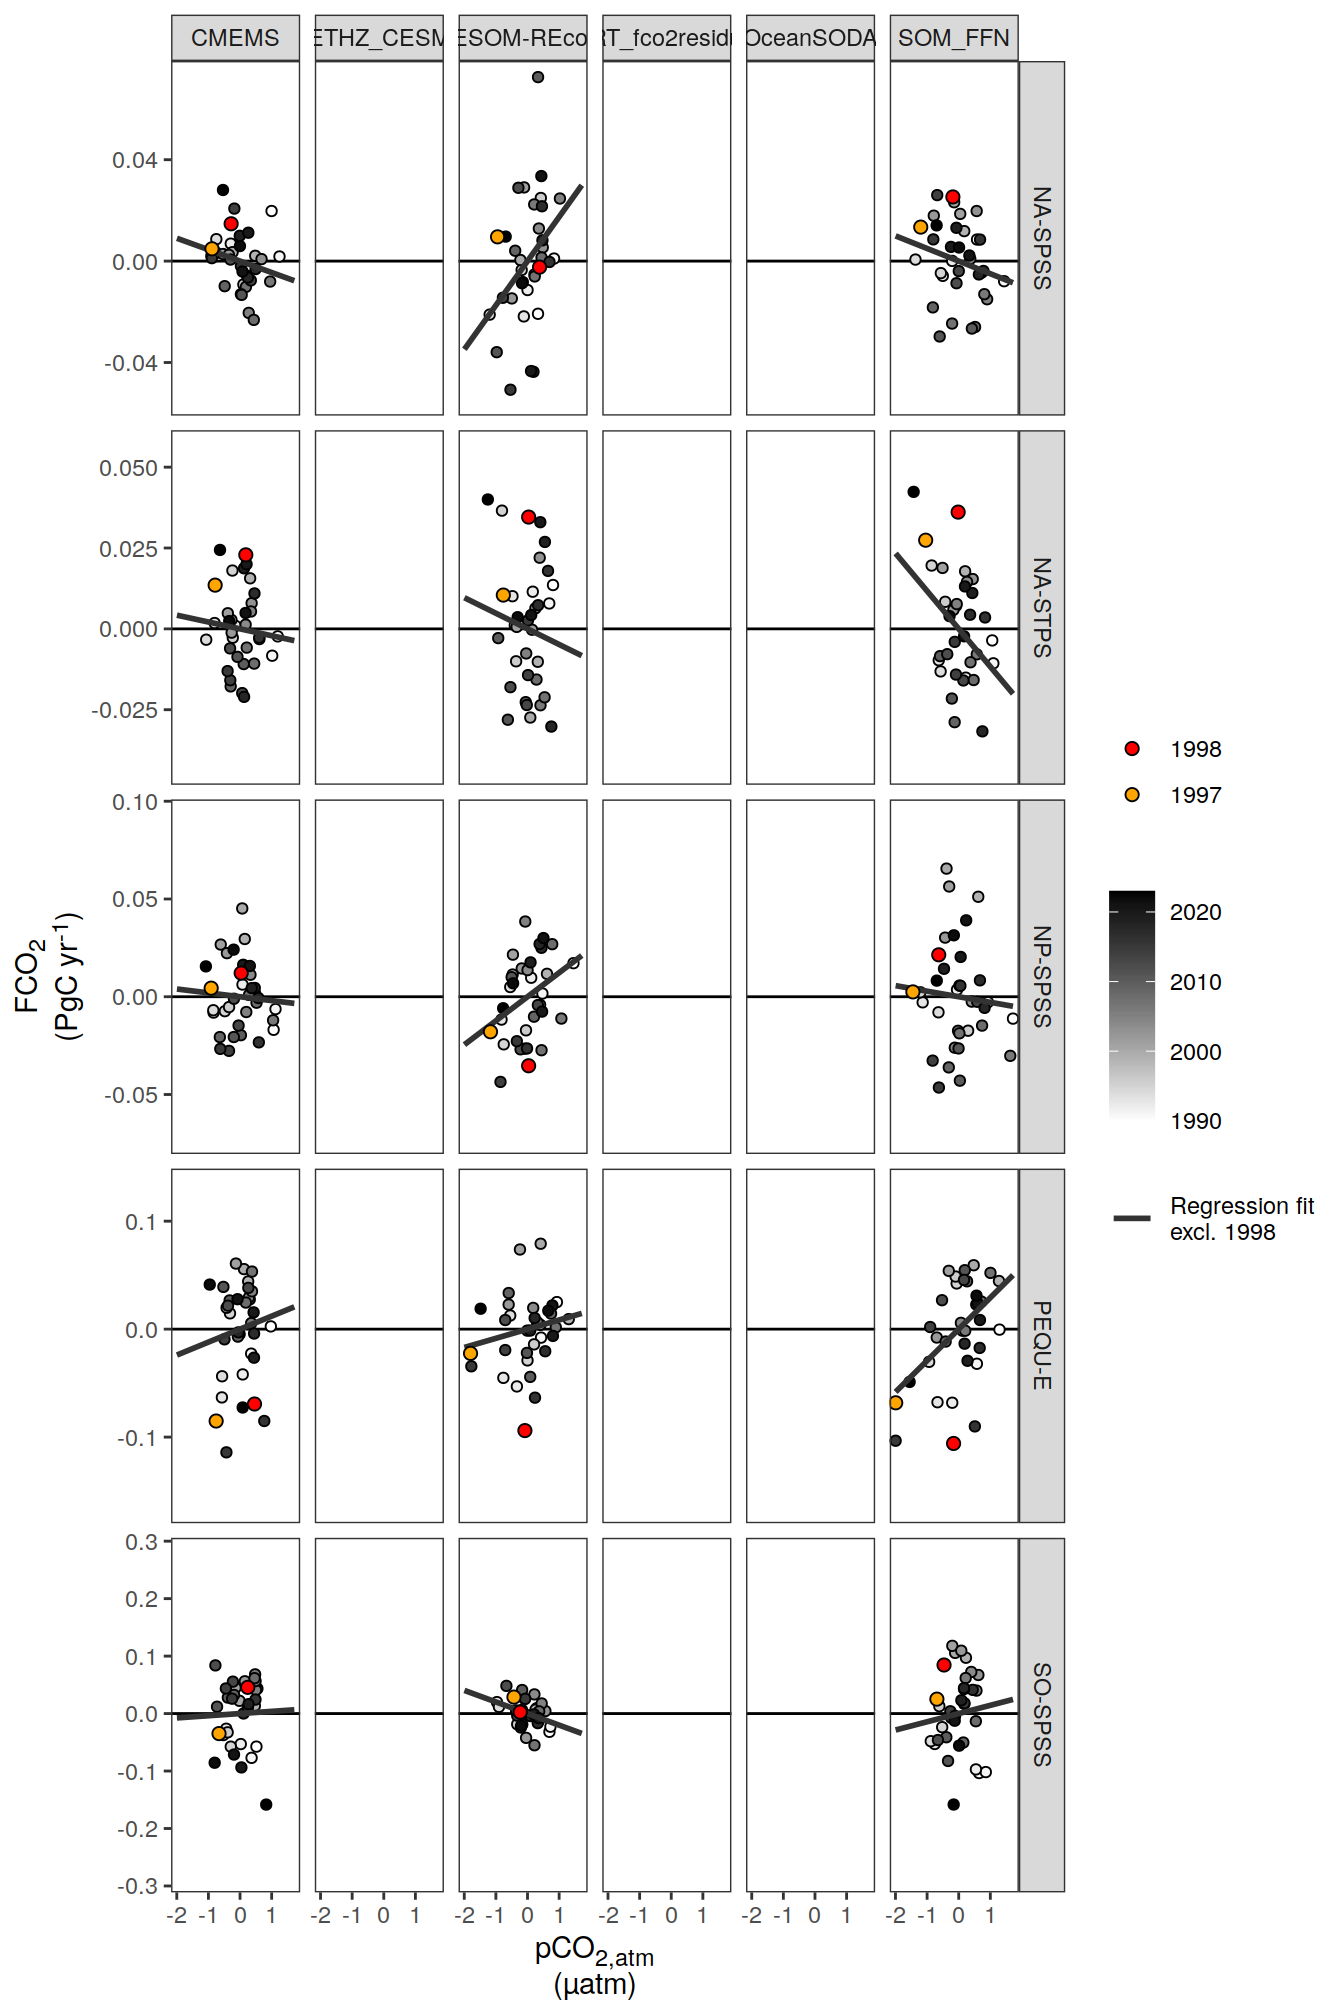 CMEMS ETHZ_CESM ESOM-REco RT_fco2resid OceanSODA SOM_FFN
0.04
0.00
-0.04
NA-SPSS
0.050
0.025
0.000
-0.025
NA-STPS
0.10
0.05
0.00
-0.05
NP-SPSS
0.1
0.0
-0.1
PEQU-E
0.3
0.2
0.1
0.0
-0.1
-0.2
-0.3
SO-SPSS
-2 -1 0 1 -2 -1 0 1 -2 -1 0 1 -2 -1 0 1 -2 -1 0 1 -2 -1 0 1
pCO2,atm
(µatm)
FCO2
(PgC yr-1)
1998
1997
2020
2010
2000
1990
Regression fit
excl. 1998